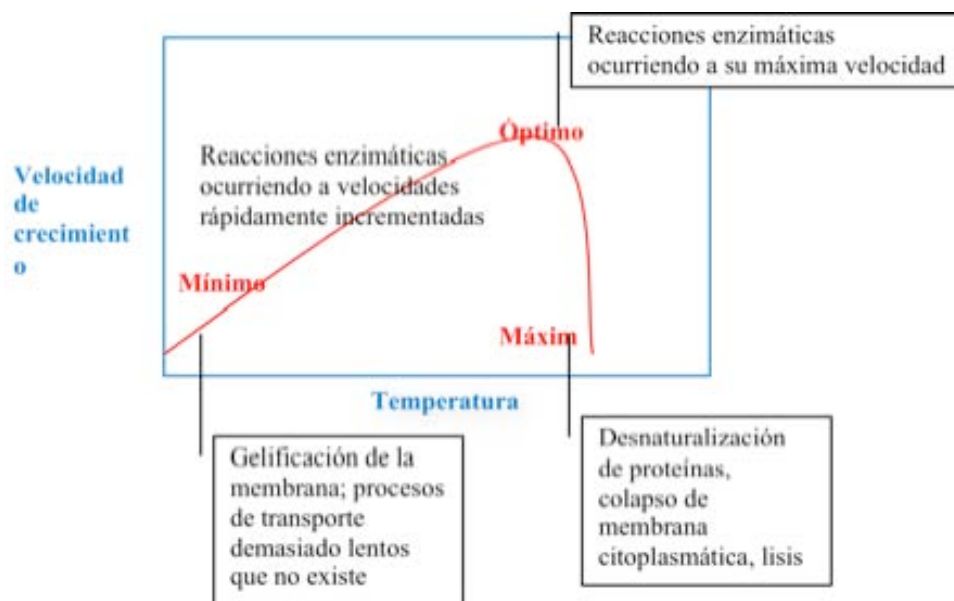 Reacciones enzimáticas
ocurriendo a su máxima velocidad
Óptimo
Reacciones enzimáticas
ocurriendo a velocidades
rápidamente incrementadas
Velocidad
de
crecimient
o
Mínimo
Máxim
Temperatura
Gelificación de la
membrana; procesos
de transporte
demasiado lentos
que no existe
Desnaturalización
de proteínas,
colapso de
membrana
citoplasmática, lisis